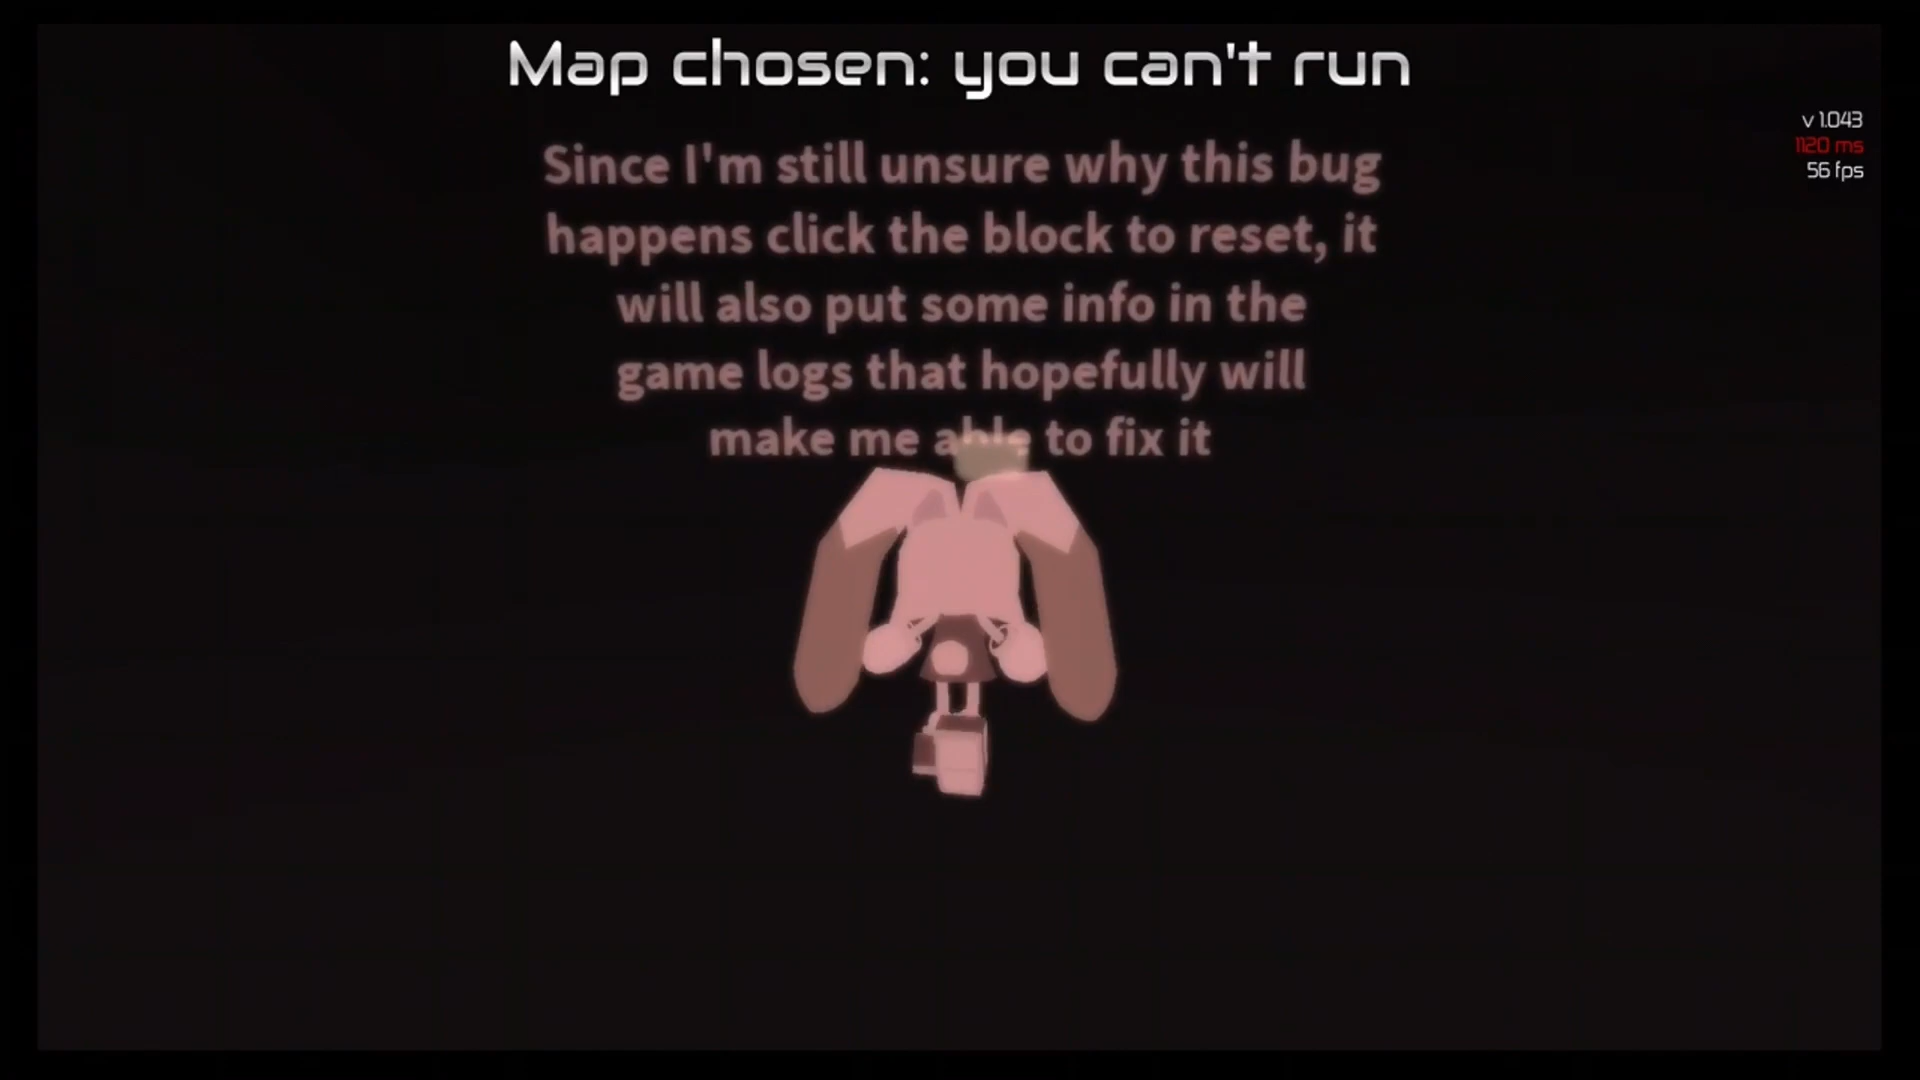 Map chosen: you can't run
v 1.043
1120 ms
56 fps
Since I'm still unsure why this bug
happens click the block to reset, it
will also put some info in the
game logs that hopefully will
make me able to fix it